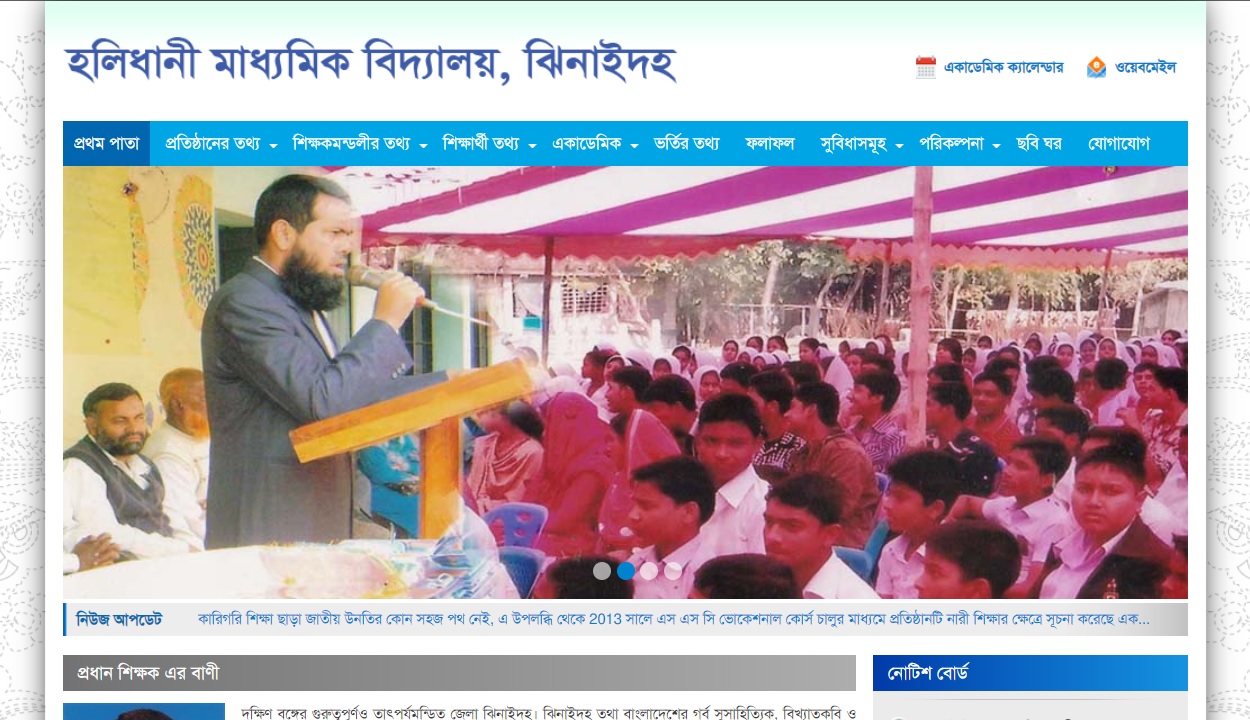 হলিধানী মাধ্যমিক বিদ্যালয়, ঝিনাইদহ
একাডেমিক ক্যালেন্ডার ওয়েবমেইল
প্রথম পাতা প্রতিষ্ঠানের তথ্য শিক্ষকমন্ডলীর তথ্য শিক্ষার্থী তথ্য একাডেমিক ভর্তির তথ্য ফলাফল সুবিধাসমূহ পরিকল্পনা ছবি ঘর যোগাযোগ
নিউজ আপডেট কারিগরি শিক্ষা ছাড়া জাতীয় উনতির কোন সহজ পথ নেই, এ উপলব্ধি থেকে 2013 সালে এস এস সি ভোকেশনাল কোর্স চালুর মাধ্যমে প্রতিষ্ঠানটি নারী শিক্ষার ক্ষেত্রে সূচনা করেছে এক...
প্রধান শিক্ষক এর বাণী নোটিশ বোর্ড
দক্ষিণ বঙ্গের গুরুত্বপূর্ণও তাৎপর্যমন্ডিত জেলা ঝিনাইদহ। ঝিনাইদহ তথা বাংলাদেশের গর্ব সুসাহিত্যিক, বিখ্যাতকবি ও